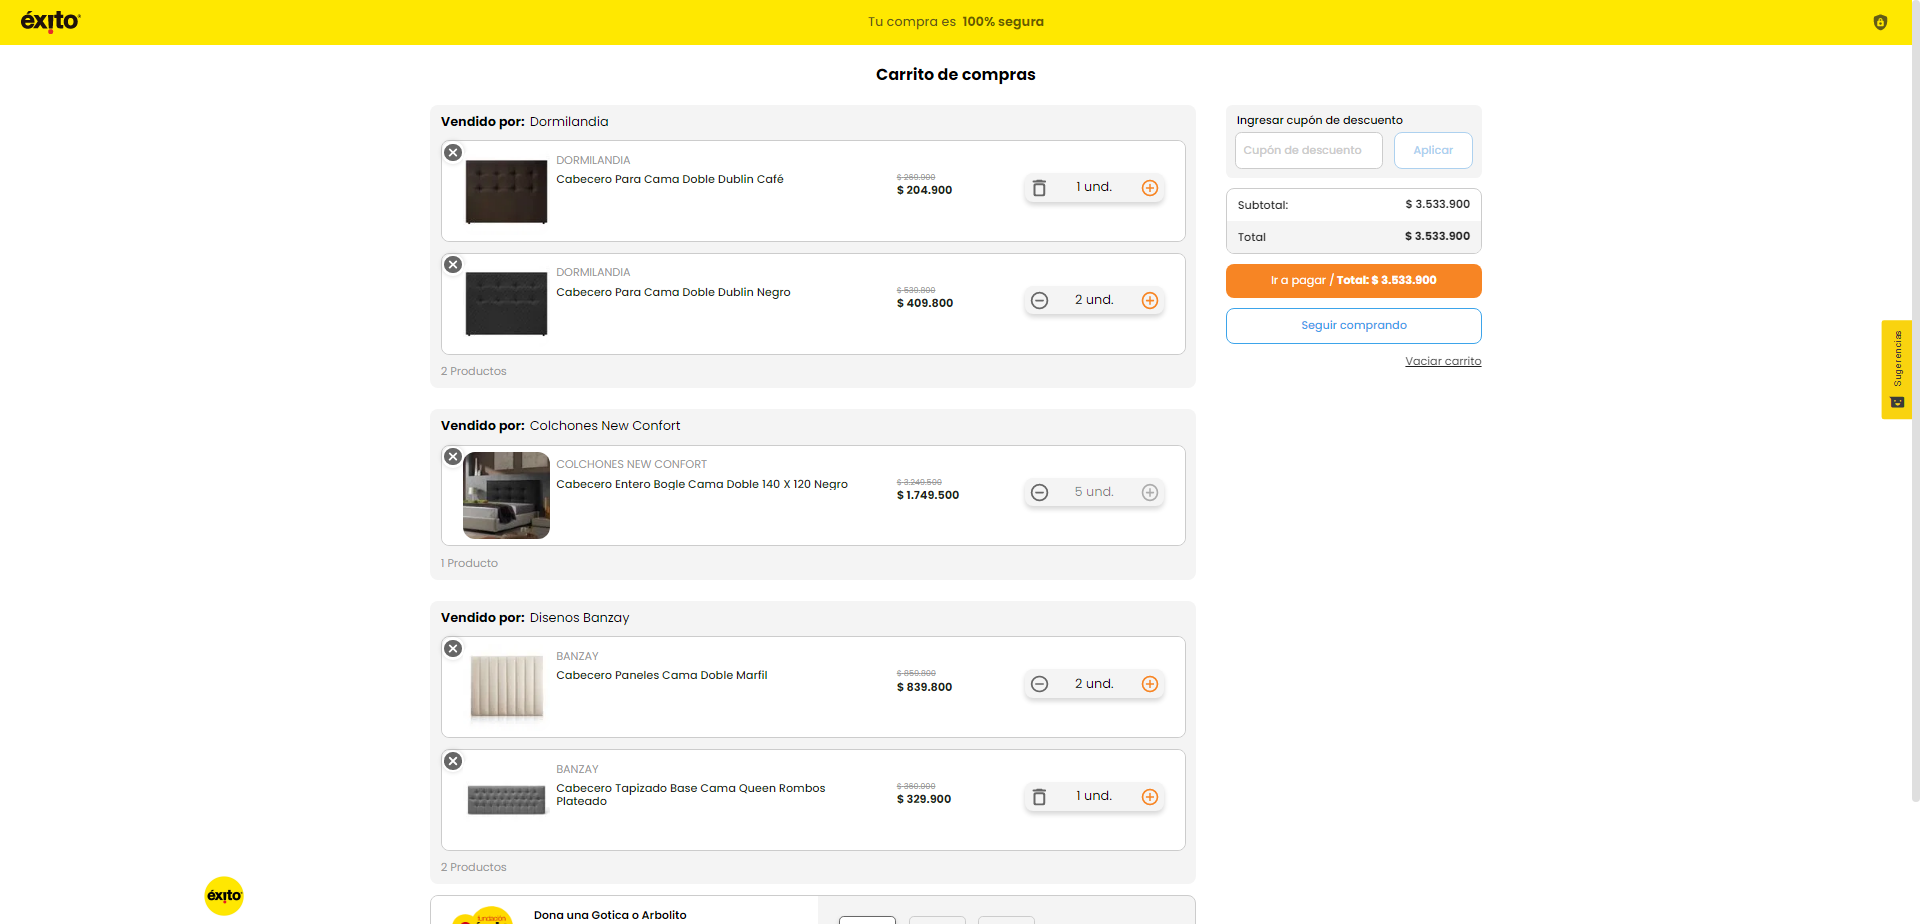 éxito
Tu compra es 100% segura
Carrito de compras
Vendido por: Dormilandia
DORMILANDIA
Cabecero Para Cama Doble Dublin Café
$ 204.900
1 und.
DORMILANDIA
Cabecero Para Cama Doble Dublin Negro
$ 539.800
$ 409.800
2 und.
2 Productos
Vendido por: Colchones New Confort
COLCHONES NEW CONFORT
Cabecero Entero Bogle Cama Doble 140 X 120 Negro
$ 3.249.500
$ 1.749.500
5 und.
1 Producto
Vendido por: Disenos Banzay
BANZAY
Cabecero Paneles Cama Doble Marfil
$ 859.800
$ 839.800
2 und.
BANZAY
Cabecero Tapizado Base Cama Queen Rombos
Plateado
$ 329.900
1 und.
2 Productos
Dona una Gotica o Arbolito
fundación
Ingresar cupón de descuento
Cupón de descuento
Aplicar
Subtotal: $ 3.533.900
Total $ 3.533.900
Ir a pagar / Total: $ 3.533.900
Seguir comprando
Vaciar carrito
Sugerencias
éxito